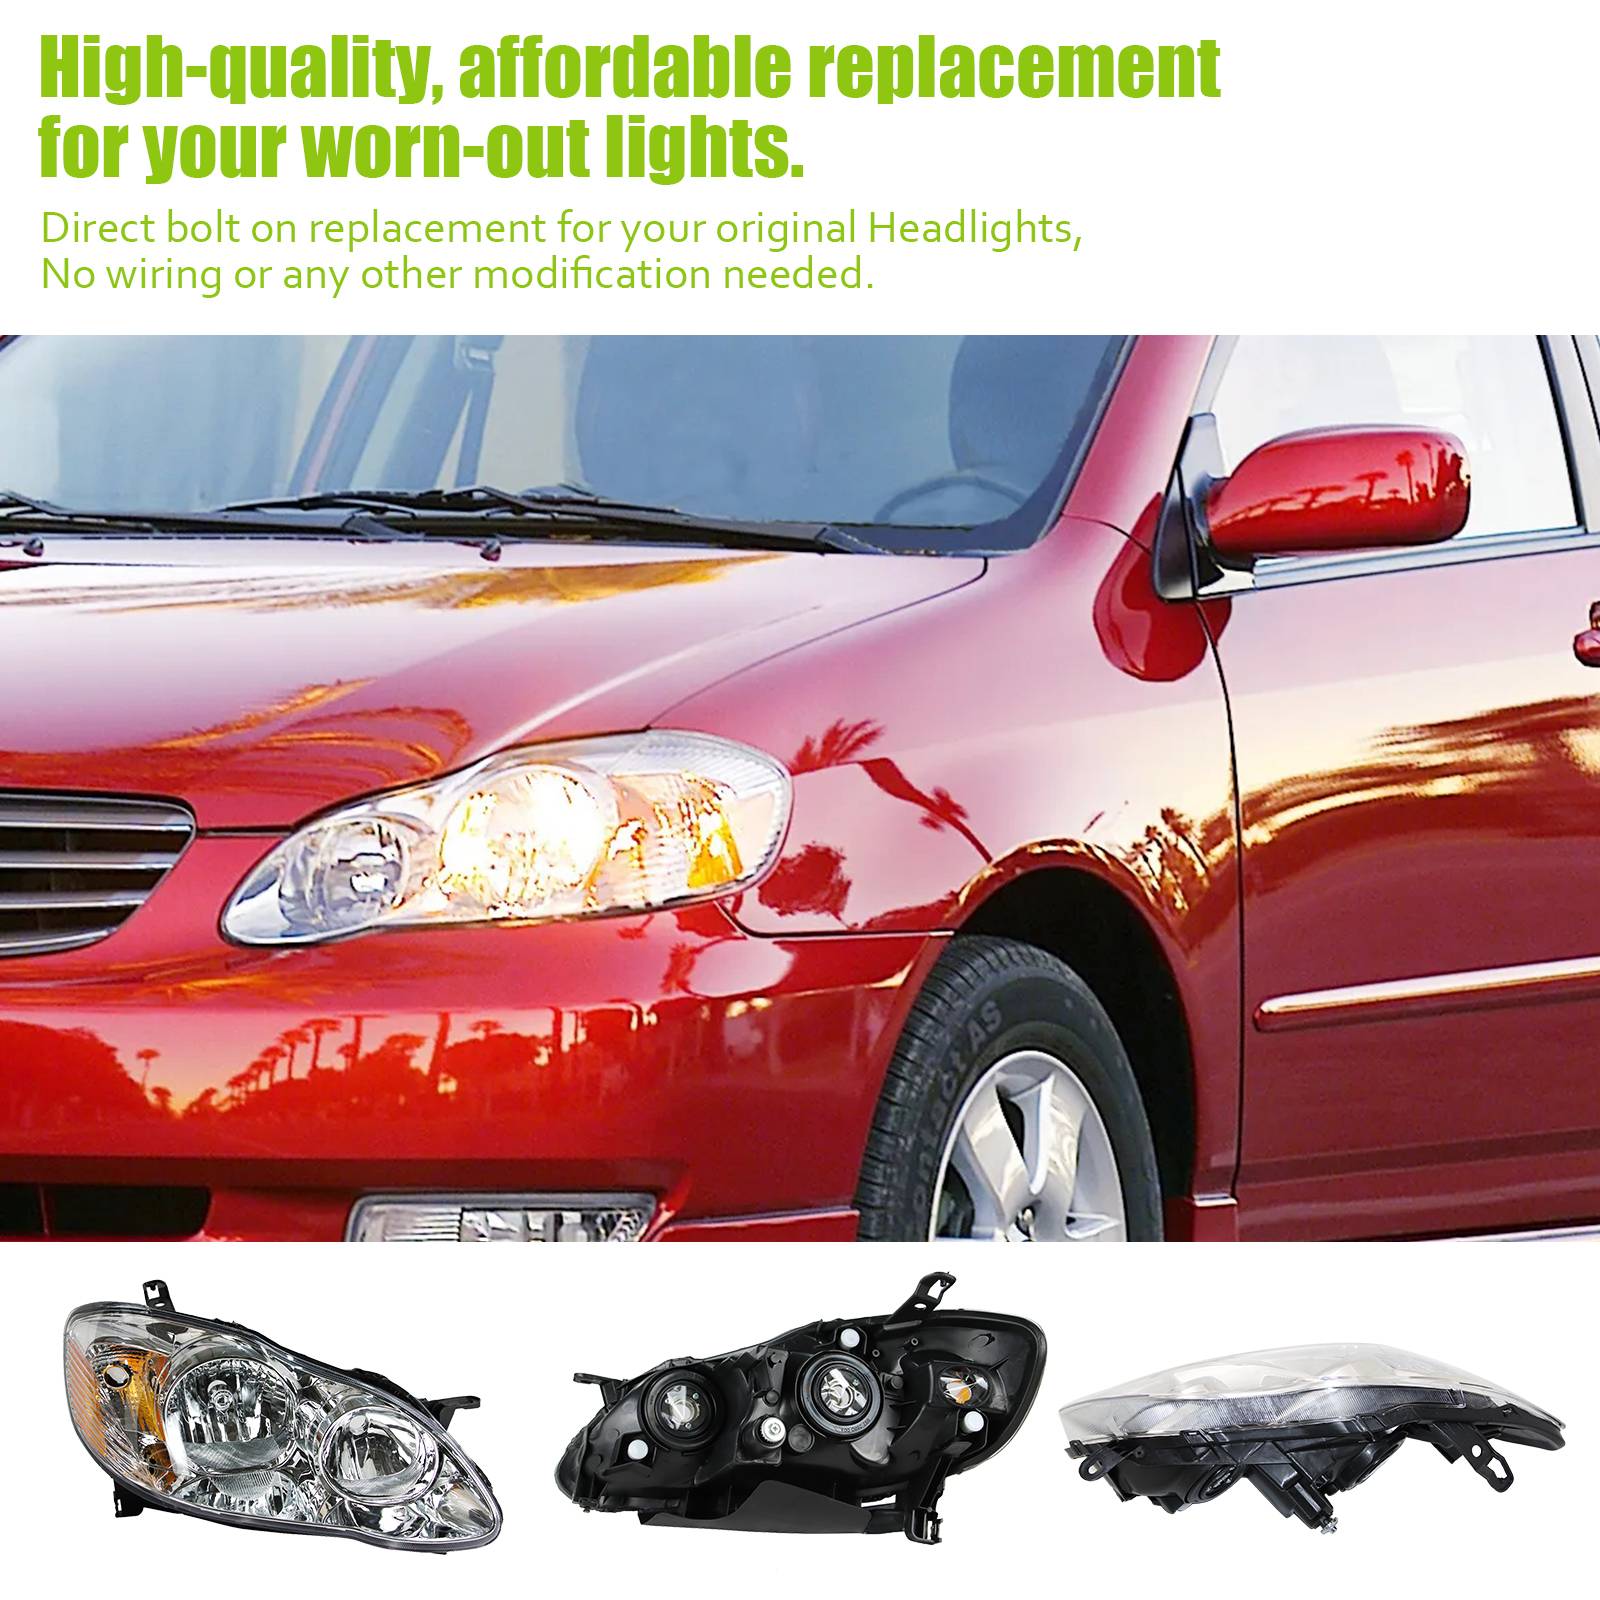 High-quality, affordable replacement
for your worn-out lights.
Direct bolt on replacement for your original Headlights,
No wiring or any other modification needed.